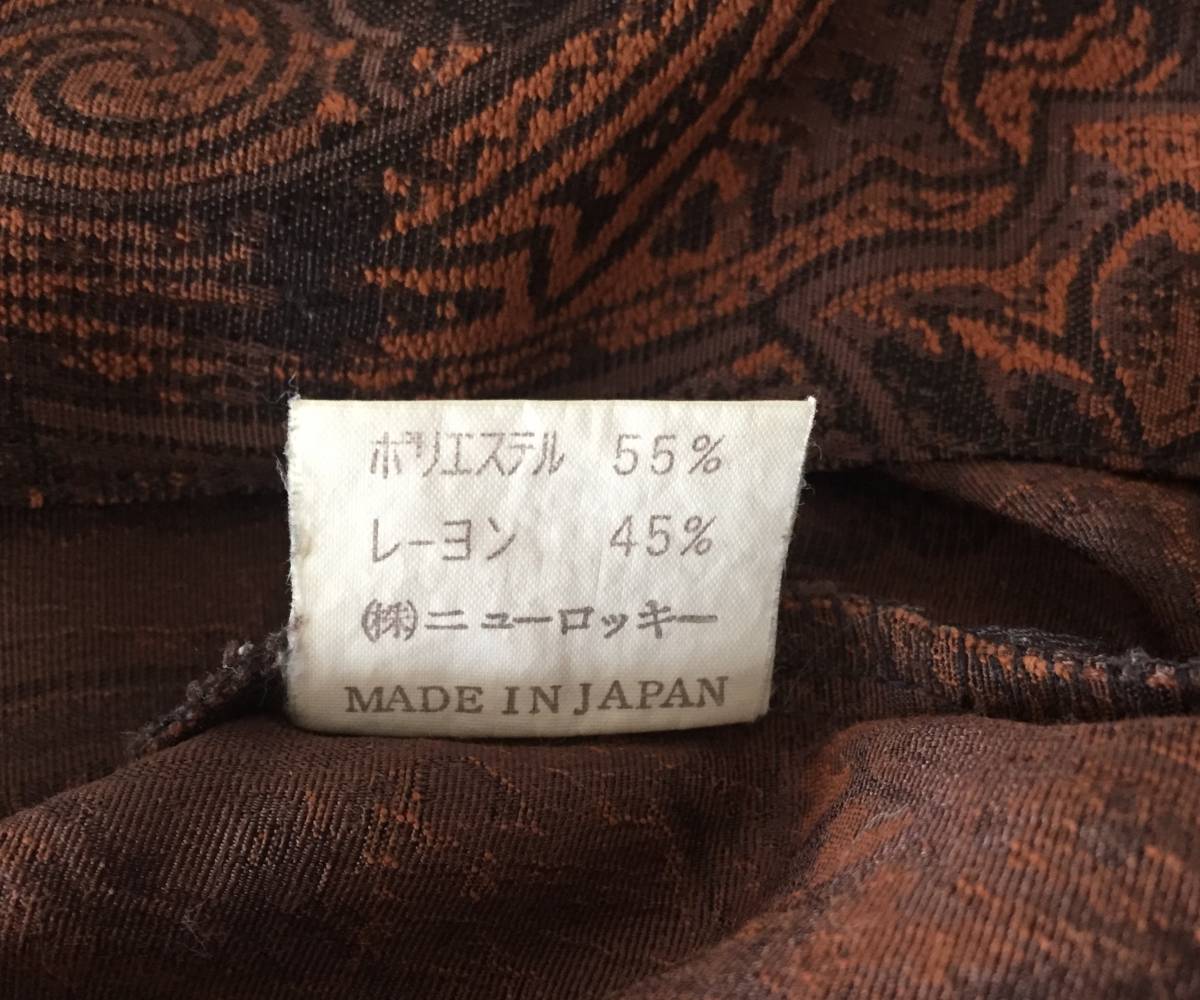 ポリエステル 55%
レーヨン 45%
㈱ニューロッキー
MADE IN JAPAN